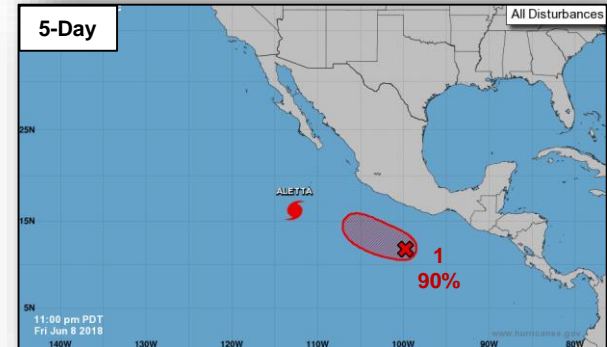 5-Day
All Disturbances
25N
ALETTA
15N
1
90%
5N
11:00 pm PDT
Fri Jun 8 2018
www.hurricanes.gov
140W 130W 120W 110W 100W 90W 80W